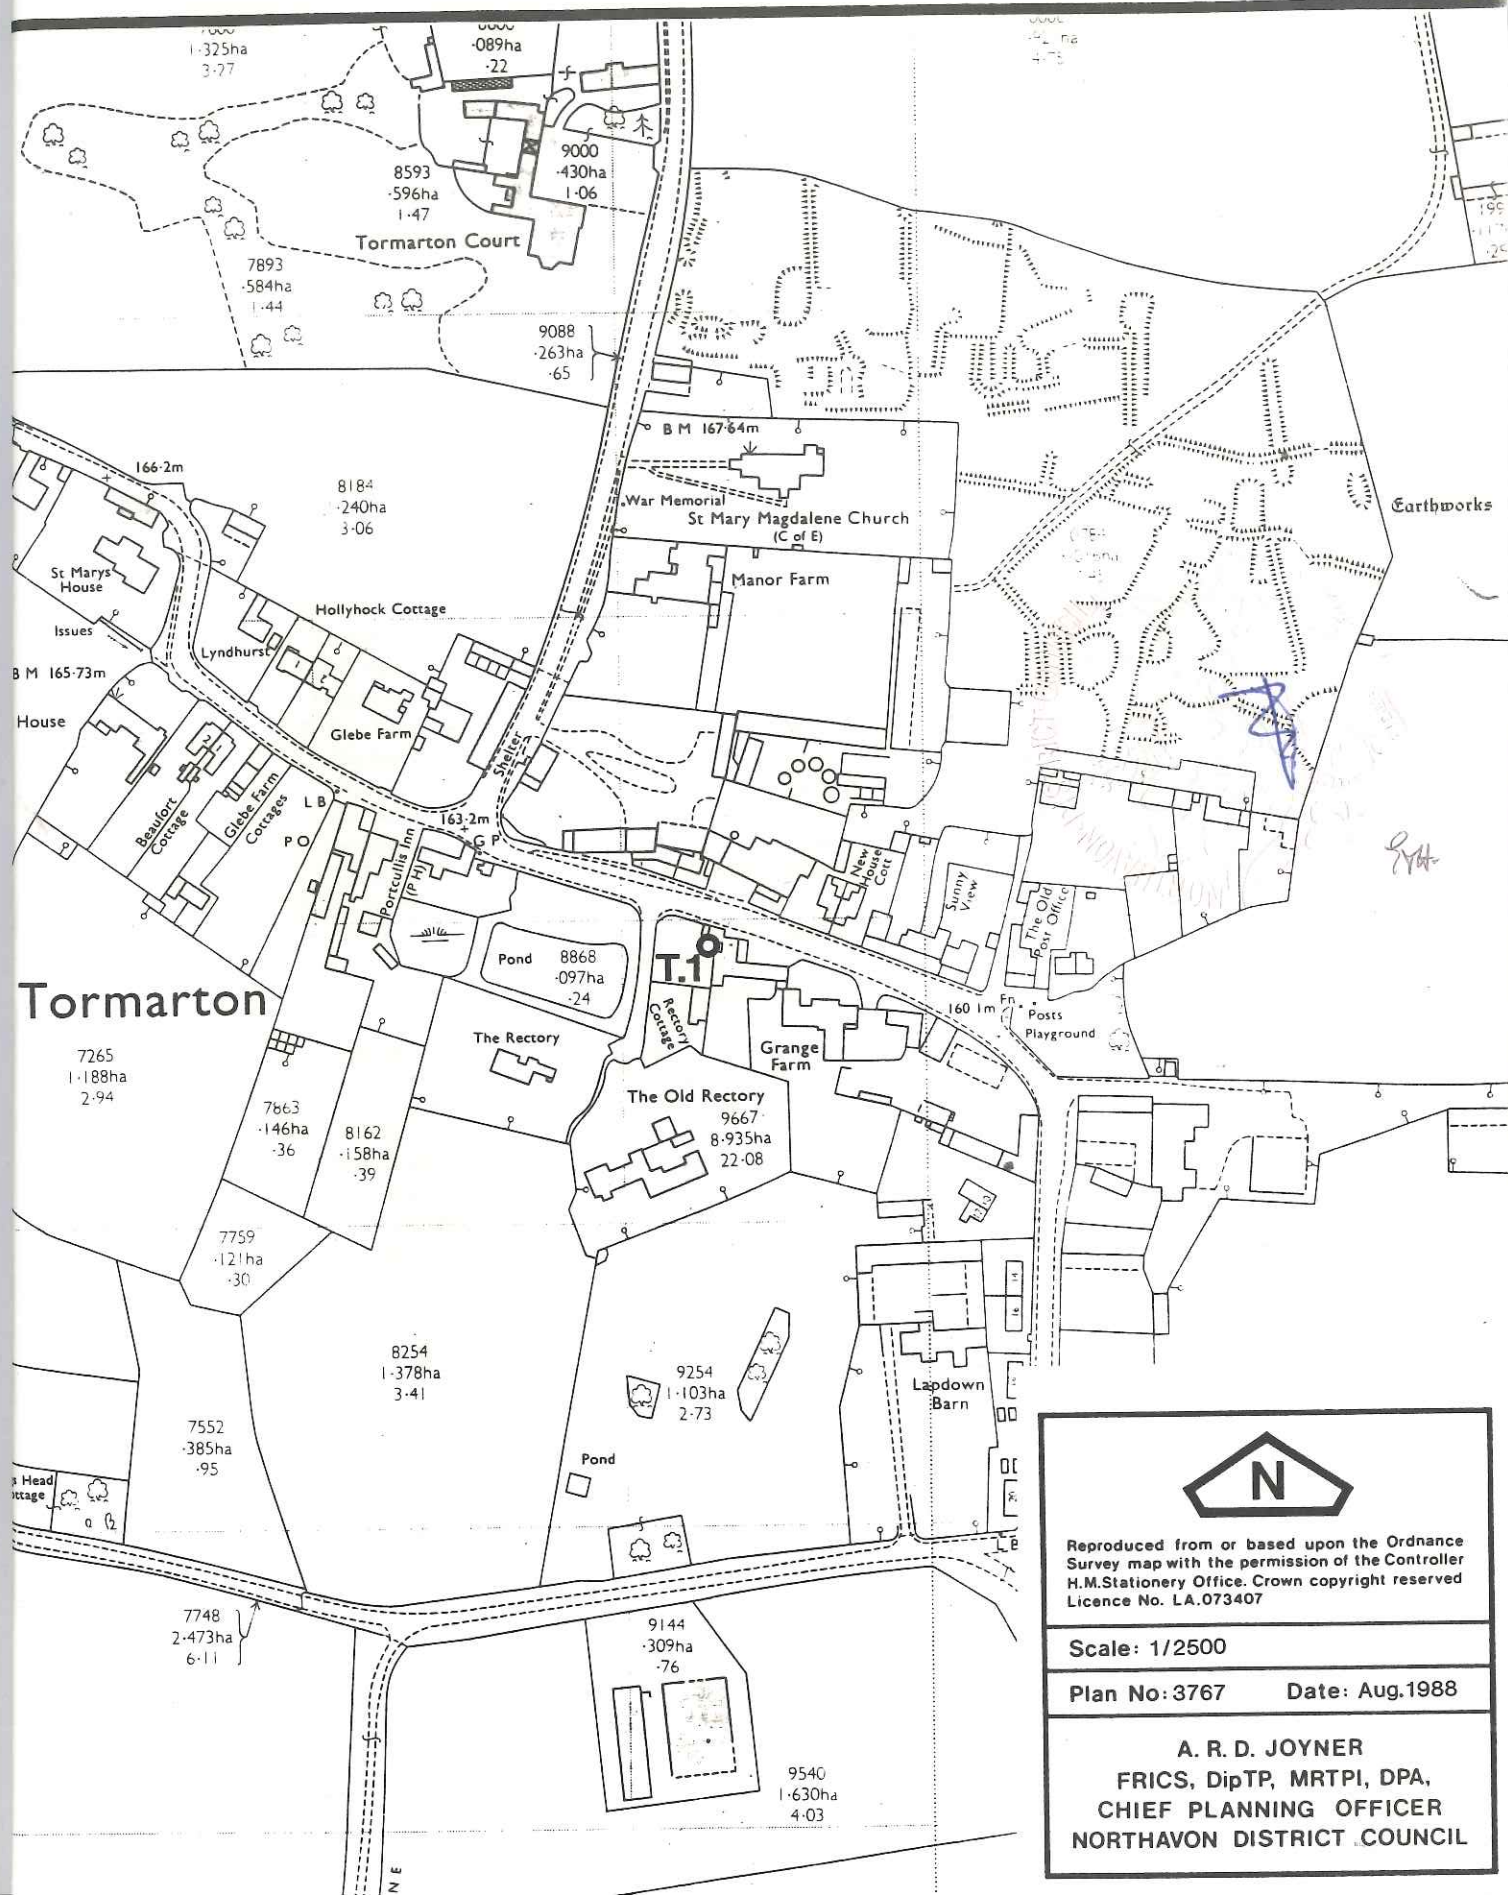 1·325ha
3·77
·089ha
·22
9000
·430ha
1·06
8593
·596ha
1·47
Tormarton Court
7893
·584ha
1·44
9088
·263ha
·65
B M 167·64m
166·2m
8184
·240ha
3·06
War Memorial
St Mary Magdalene Church
(C of E)
Earthworks
St Marys
House
Manor Farm
Hollyhock Cottage
Issues
Lyndhurst
B M 165·73m
House
Glebe Farm
Shelter
Beaufort
Cottage
Glebe Farm
Cottages
L B
P O
163·2m
G P
Portcullis Inn
(P H)
New
House
Cott
Sunny
View
The Old
Post Office
Pond
8868
·097ha
·24
T.1
Tormarton
Rectory
Cottage
160 1m
Fn
Posts
Playground
The Rectory
Grange
Farm
7265
1·188ha
2·94
The Old Rectory
9667
8·935ha
22·08
7863
·146ha
·36
8162
·158ha
·39
7759
·121ha
·30
8254
1·378ha
3·41
9254
1·103ha
2·73
Lapdown
Barn
7552
·385ha
·95
Pond
s Head
ttage
L B
7748
2·473ha
6·11
9144
·309ha
·76
9540
1·630ha
4·03
N E
N
Reproduced from or based upon the Ordnance
Survey map with the permission of the Controller
H.M.Stationery Office. Crown copyright reserved
Licence No. LA.073407
Scale: 1/2500
Plan No: 3767 Date: Aug.1988
A. R. D. JOYNER
FRICS, DipTP, MRTPI, DPA,
CHIEF PLANNING OFFICER
NORTHAVON DISTRICT COUNCIL